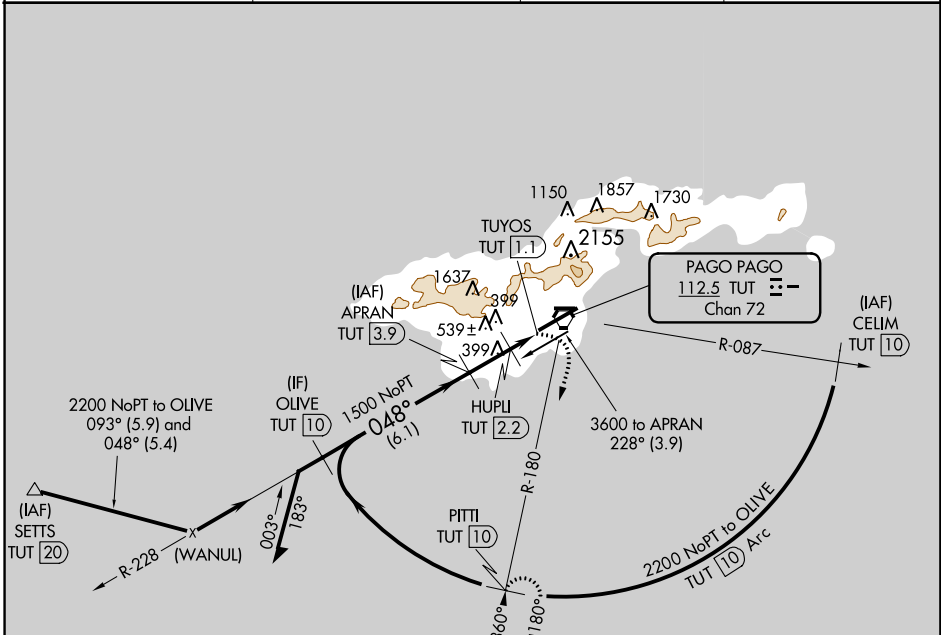 1150
1857
1730
TUYOS
TUT 1.1
2155
PAGO PAGO
112.5 TUT
Chan 72
1637
399
(IAF)
APRAN
TUT 3.9
539±
399
(IAF)
CELIM
TUT 10
R-087
(IF)
OLIVE
TUT 10
1500 NoPT
048°
(6.1)
HUPLI
TUT 2.2
3600 to APRAN
228° (3.9)
2200 NoPT to OLIVE
093° (5.9) and
048° (5.4)
R-180
(IAF)
SETTS
TUT 20
(WANUL)
R-228
003°
183°
PITTI
TUT 10
2200 NoPT to OLIVE
TUT 10 Arc
360°
180°